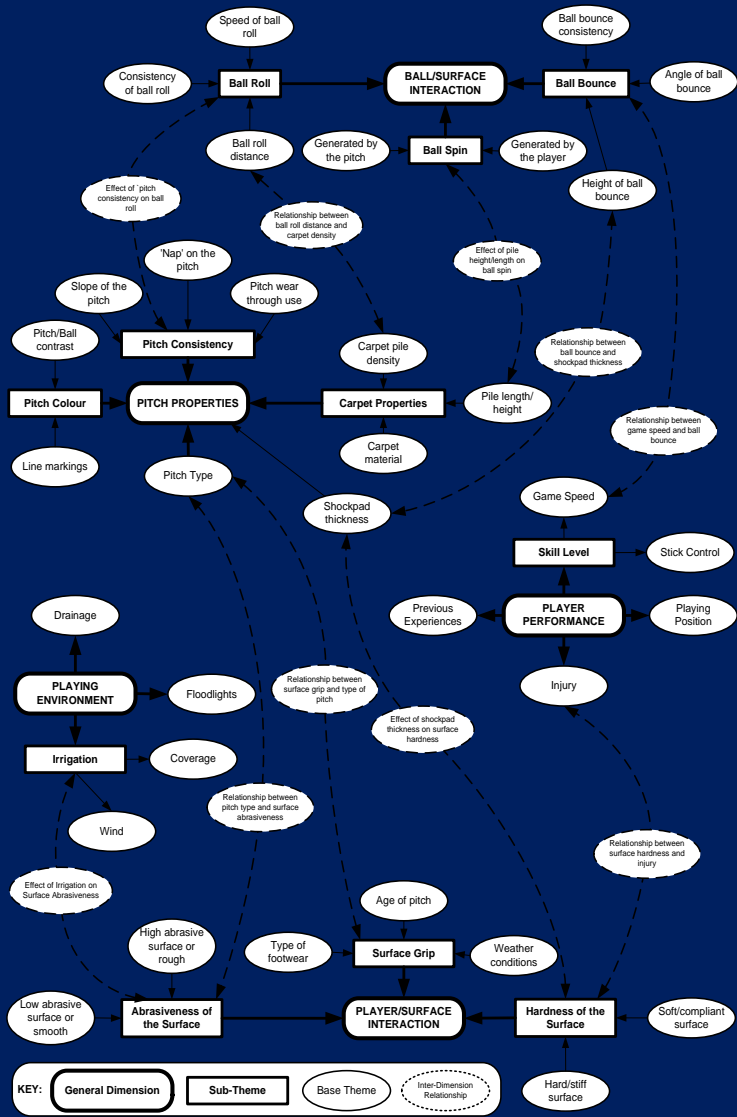 Speed of ball
roll
Ball bounce
consistency
Consistency
of ball roll
Ball Roll
BALL/SURFACE
INTERACTION
Ball Bounce
Angle of ball
bounce
Ball roll
distance
Generated by
the pitch
Ball Spin
Generated by
the player
Effect of `pitch
consistency on ball
roll
Height of ball
bounce
Relationship between
ball roll distance and
carpet density
'Nap' on the
pitch
Effect of pile
height/length on
ball spin
Slope of the
pitch
Pitch wear
through use
Pitch/Ball
contrast
Pitch Consistency
Carpet pile
density
Relationship between
ball bounce and
shockpad thickness
Pitch Colour
PITCH PROPERTIES
Carpet Properties
Pile length/
height
Relationship between
game speed and ball
bounce
Line markings
Carpet
material
Pitch Type
Shockpad
thickness
Game Speed
Skill Level
Stick Control
Drainage
Previous
Experiences
PLAYER
PERFORMANCE
Playing
Position
PLAYING
ENVIRONMENT
Floodlights
Relationship between
surface grip and type of
pitch
Injury
Effect of shockpad
thickness on surface
hardness
Irrigation
Coverage
Relationship between
pitch type and surface
abrasiveness
Wind
Relationship between
surface hardness and
injury
Effect of Irrigation on
Surface Abrasiveness
Age of pitch
High abrasive
surface or
rough
Type of
footwear
Surface Grip
Weather
conditions
Low abrasive
surface or
smooth
Abrasiveness of
the Surface
PLAYER/SURFACE
INTERACTION
Hardness of the
Surface
Soft/compliant
surface
Hard/stiff
surface
KEY:
General Dimension
Sub-Theme
Base Theme
Inter-Dimension
Relationship